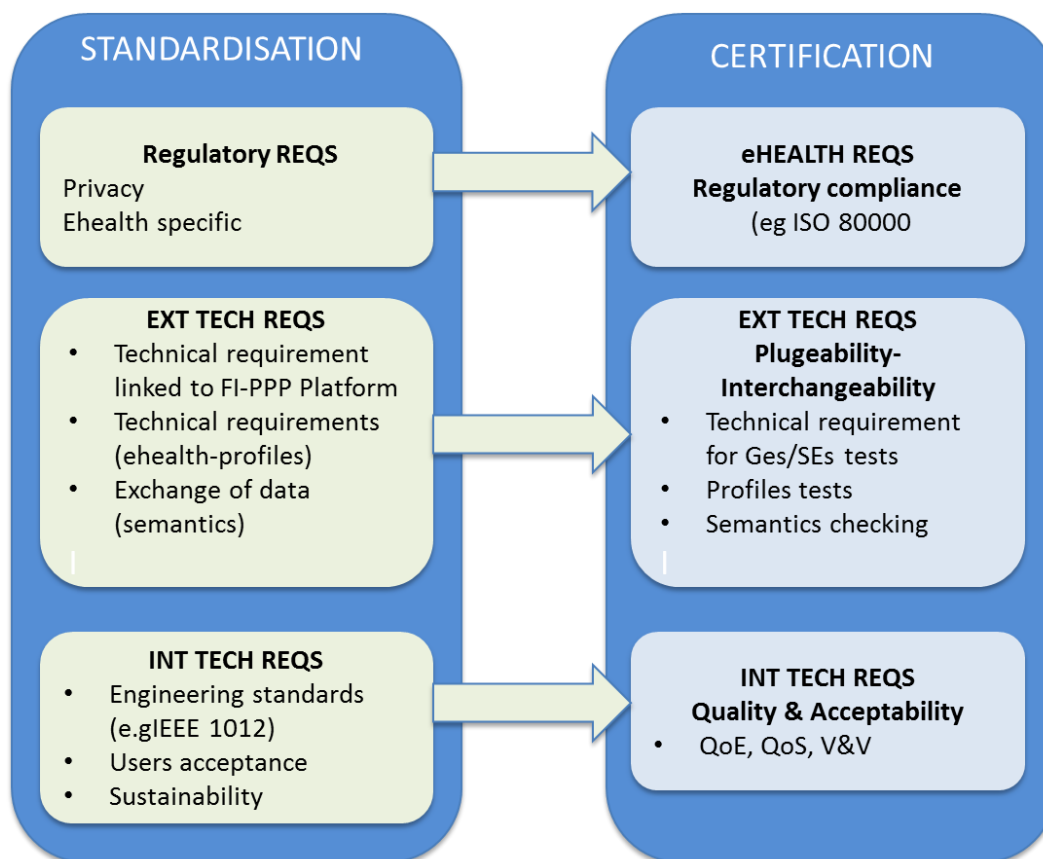 STANDARDISATION
Regulatory REQS
Privacy
Ehealth specific
EXT TECH REQS
• Technical requirement
linked to FI-PPP Platform
• Technical requirements
(ehealth-profiles)
• Exchange of data
(semantics)
INT TECH REQS
• Engineering standards
(e.gIEEE 1012)
• Users acceptance
• Sustainability
CERTIFICATION
eHEALTH REQS
Regulatory compliance
(eg ISO 80000
EXT TECH REQS
Plugeability-
Interchangeability
• Technical requirement
for Ges/SEs tests
• Profiles tests
• Semantics checking
INT TECH REQS
Quality & Acceptability
• QoE, QoS, V&V